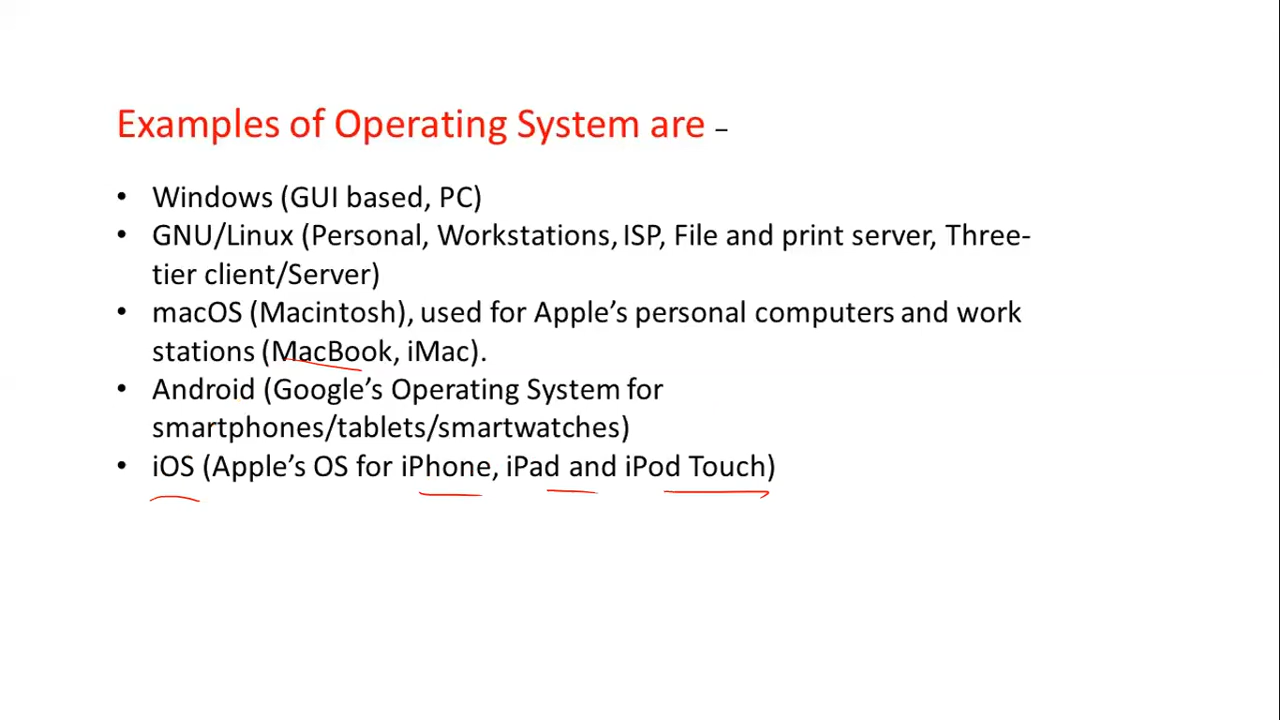 Examples of Operating System are –
• Windows (GUI based, PC)
• GNU/Linux (Personal, Workstations, ISP, File and print server, Three-
tier client/Server)
• macOS (Macintosh), used for Apple’s personal computers and work
stations (MacBook, iMac).
• Android (Google’s Operating System for
smartphones/tablets/smartwatches)
• iOS (Apple’s OS for iPhone, iPad and iPod Touch)